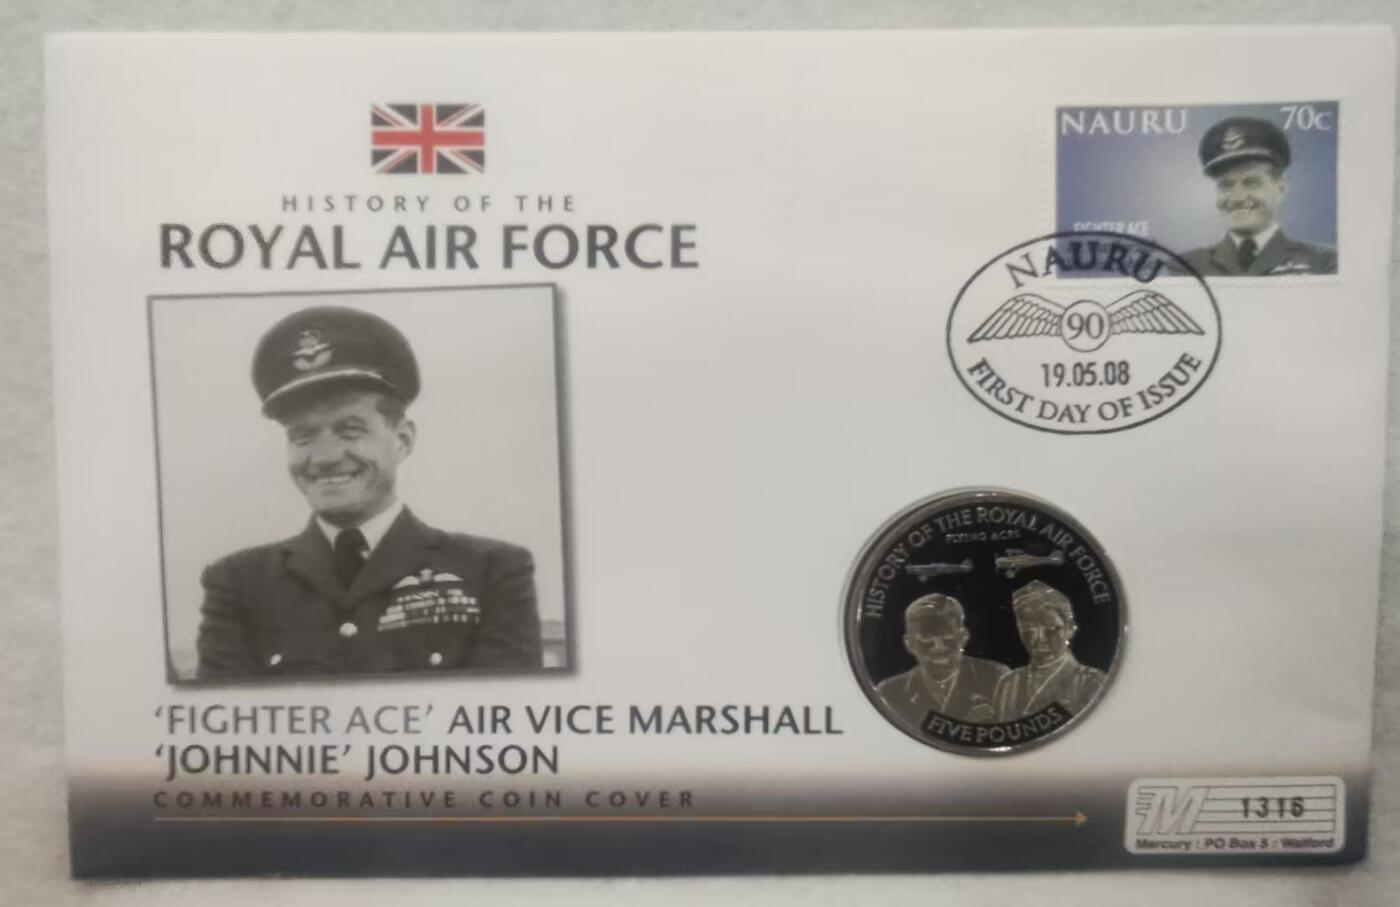 HISTORY OF THE
ROYAL AIR FORCE
NAURU 70c
FIGHTER ACE
NAURU
90
19.05.08
FIRST DAY OF ISSUE
HISTORY OF THE ROYAL AIR FORCE
FLYING ACES
FIVE POUNDS
'FIGHTER ACE' AIR VICE MARSHALL
'JOHNNIE' JOHNSON
COMMEMORATIVE COIN COVER
M 1316
Mercury : PO Box 5 : Watford